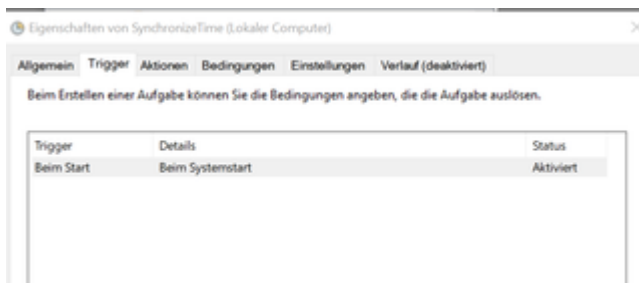 Eigenschaften von SynchronizeTime (Lokaler Computer)
Allgemein Trigger Aktionen Bedingungen Einstellungen Verlauf (deaktiviert)
Beim Erstellen einer Aufgabe können Sie die Bedingungen angeben, die die Aufgabe auslösen.
Trigger Details Status
Beim Start Beim Systemstart Aktiviert